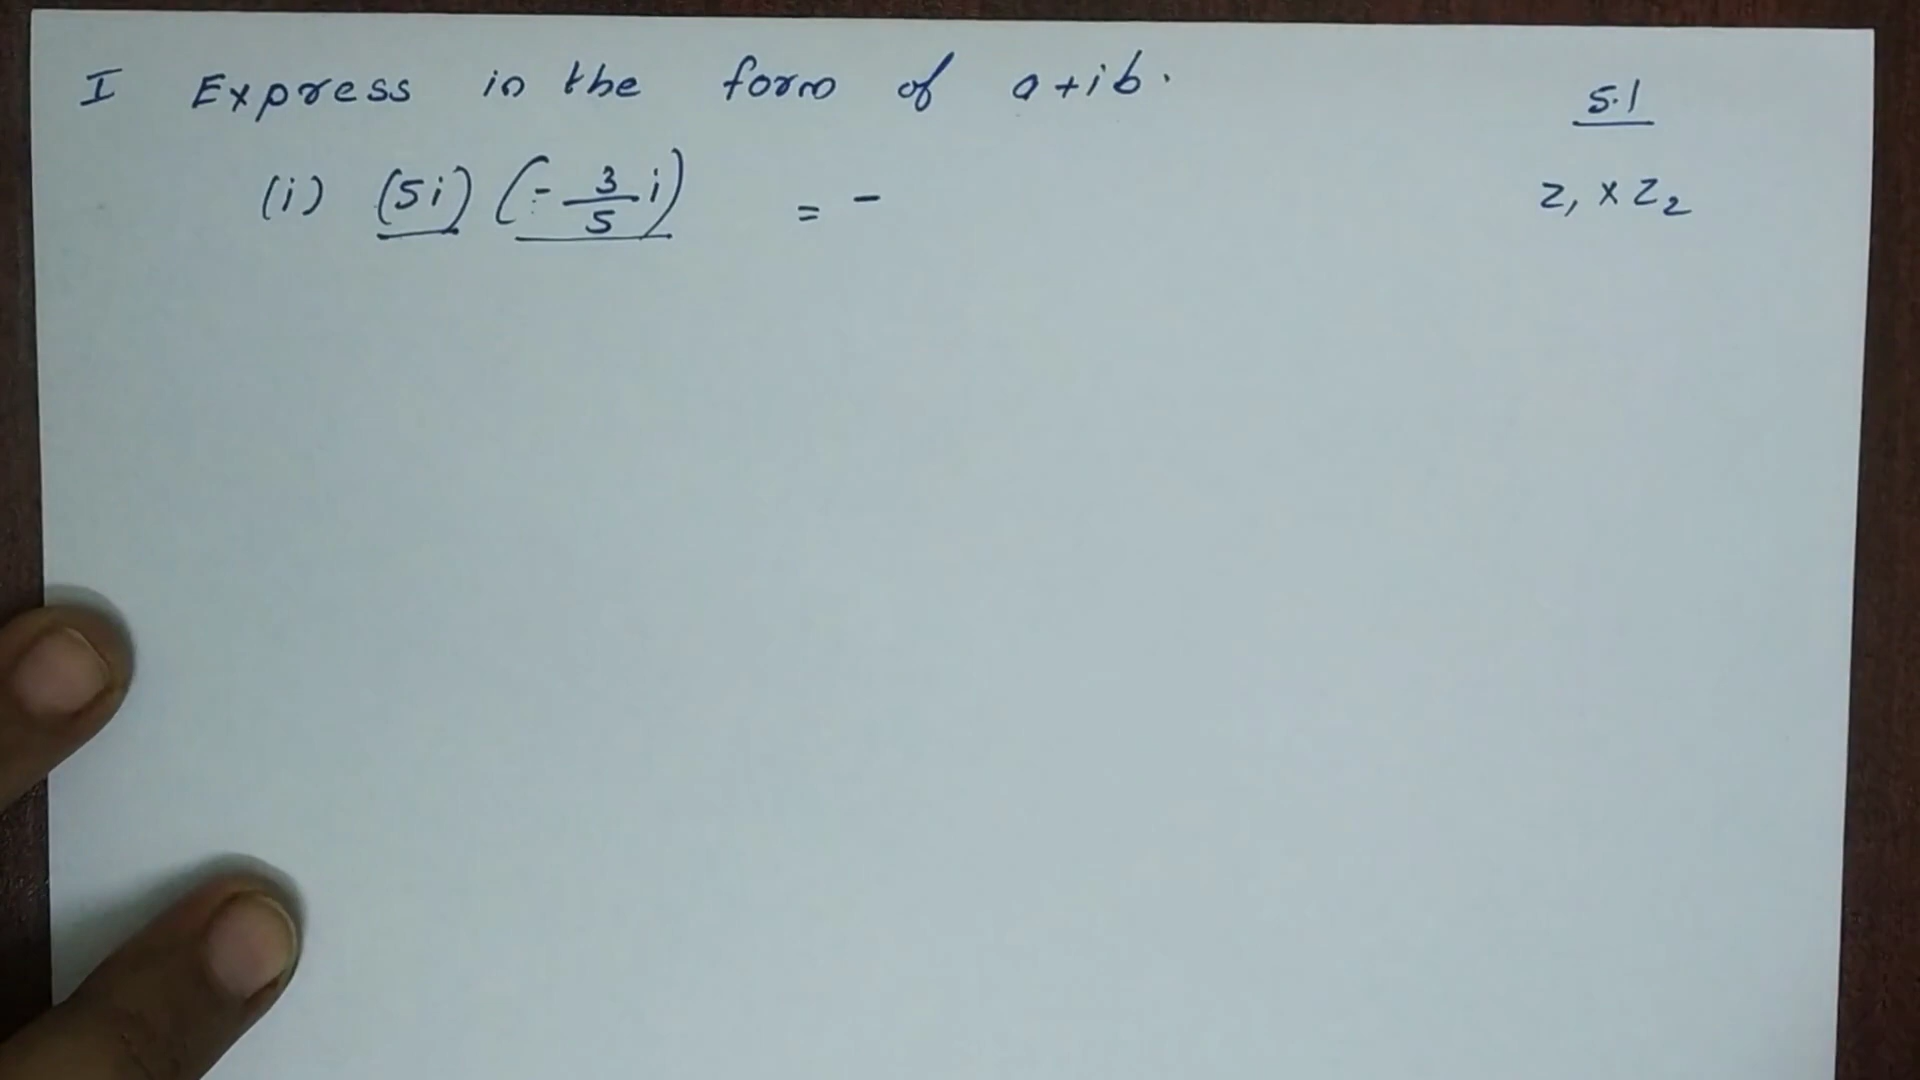 I Express in the form of a+ib.
5.1
(i) (5i) (- 3/5 i) = -
Z1 × Z2